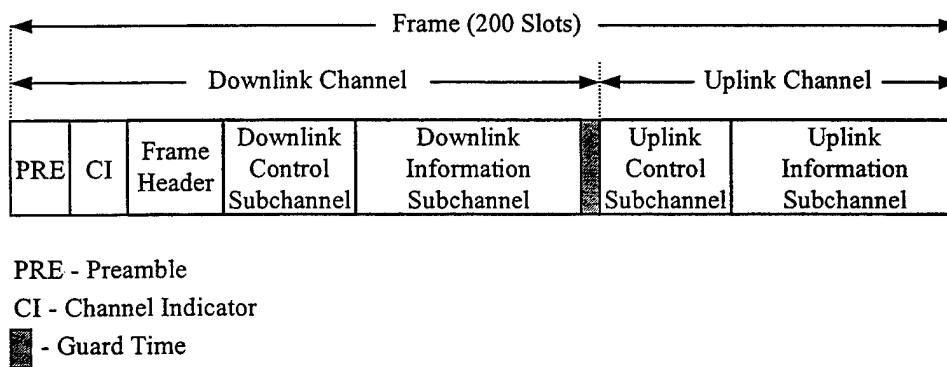 Frame (200 Slots)
Downlink Channel
Uplink Channel
PRE
CI
Frame
Header
Downlink
Control
Subchannel
Downlink
Information
Subchannel
Uplink
Control
Subchannel
Uplink
Information
Subchannel
PRE - Preamble
CI - Channel Indicator
- Guard Time